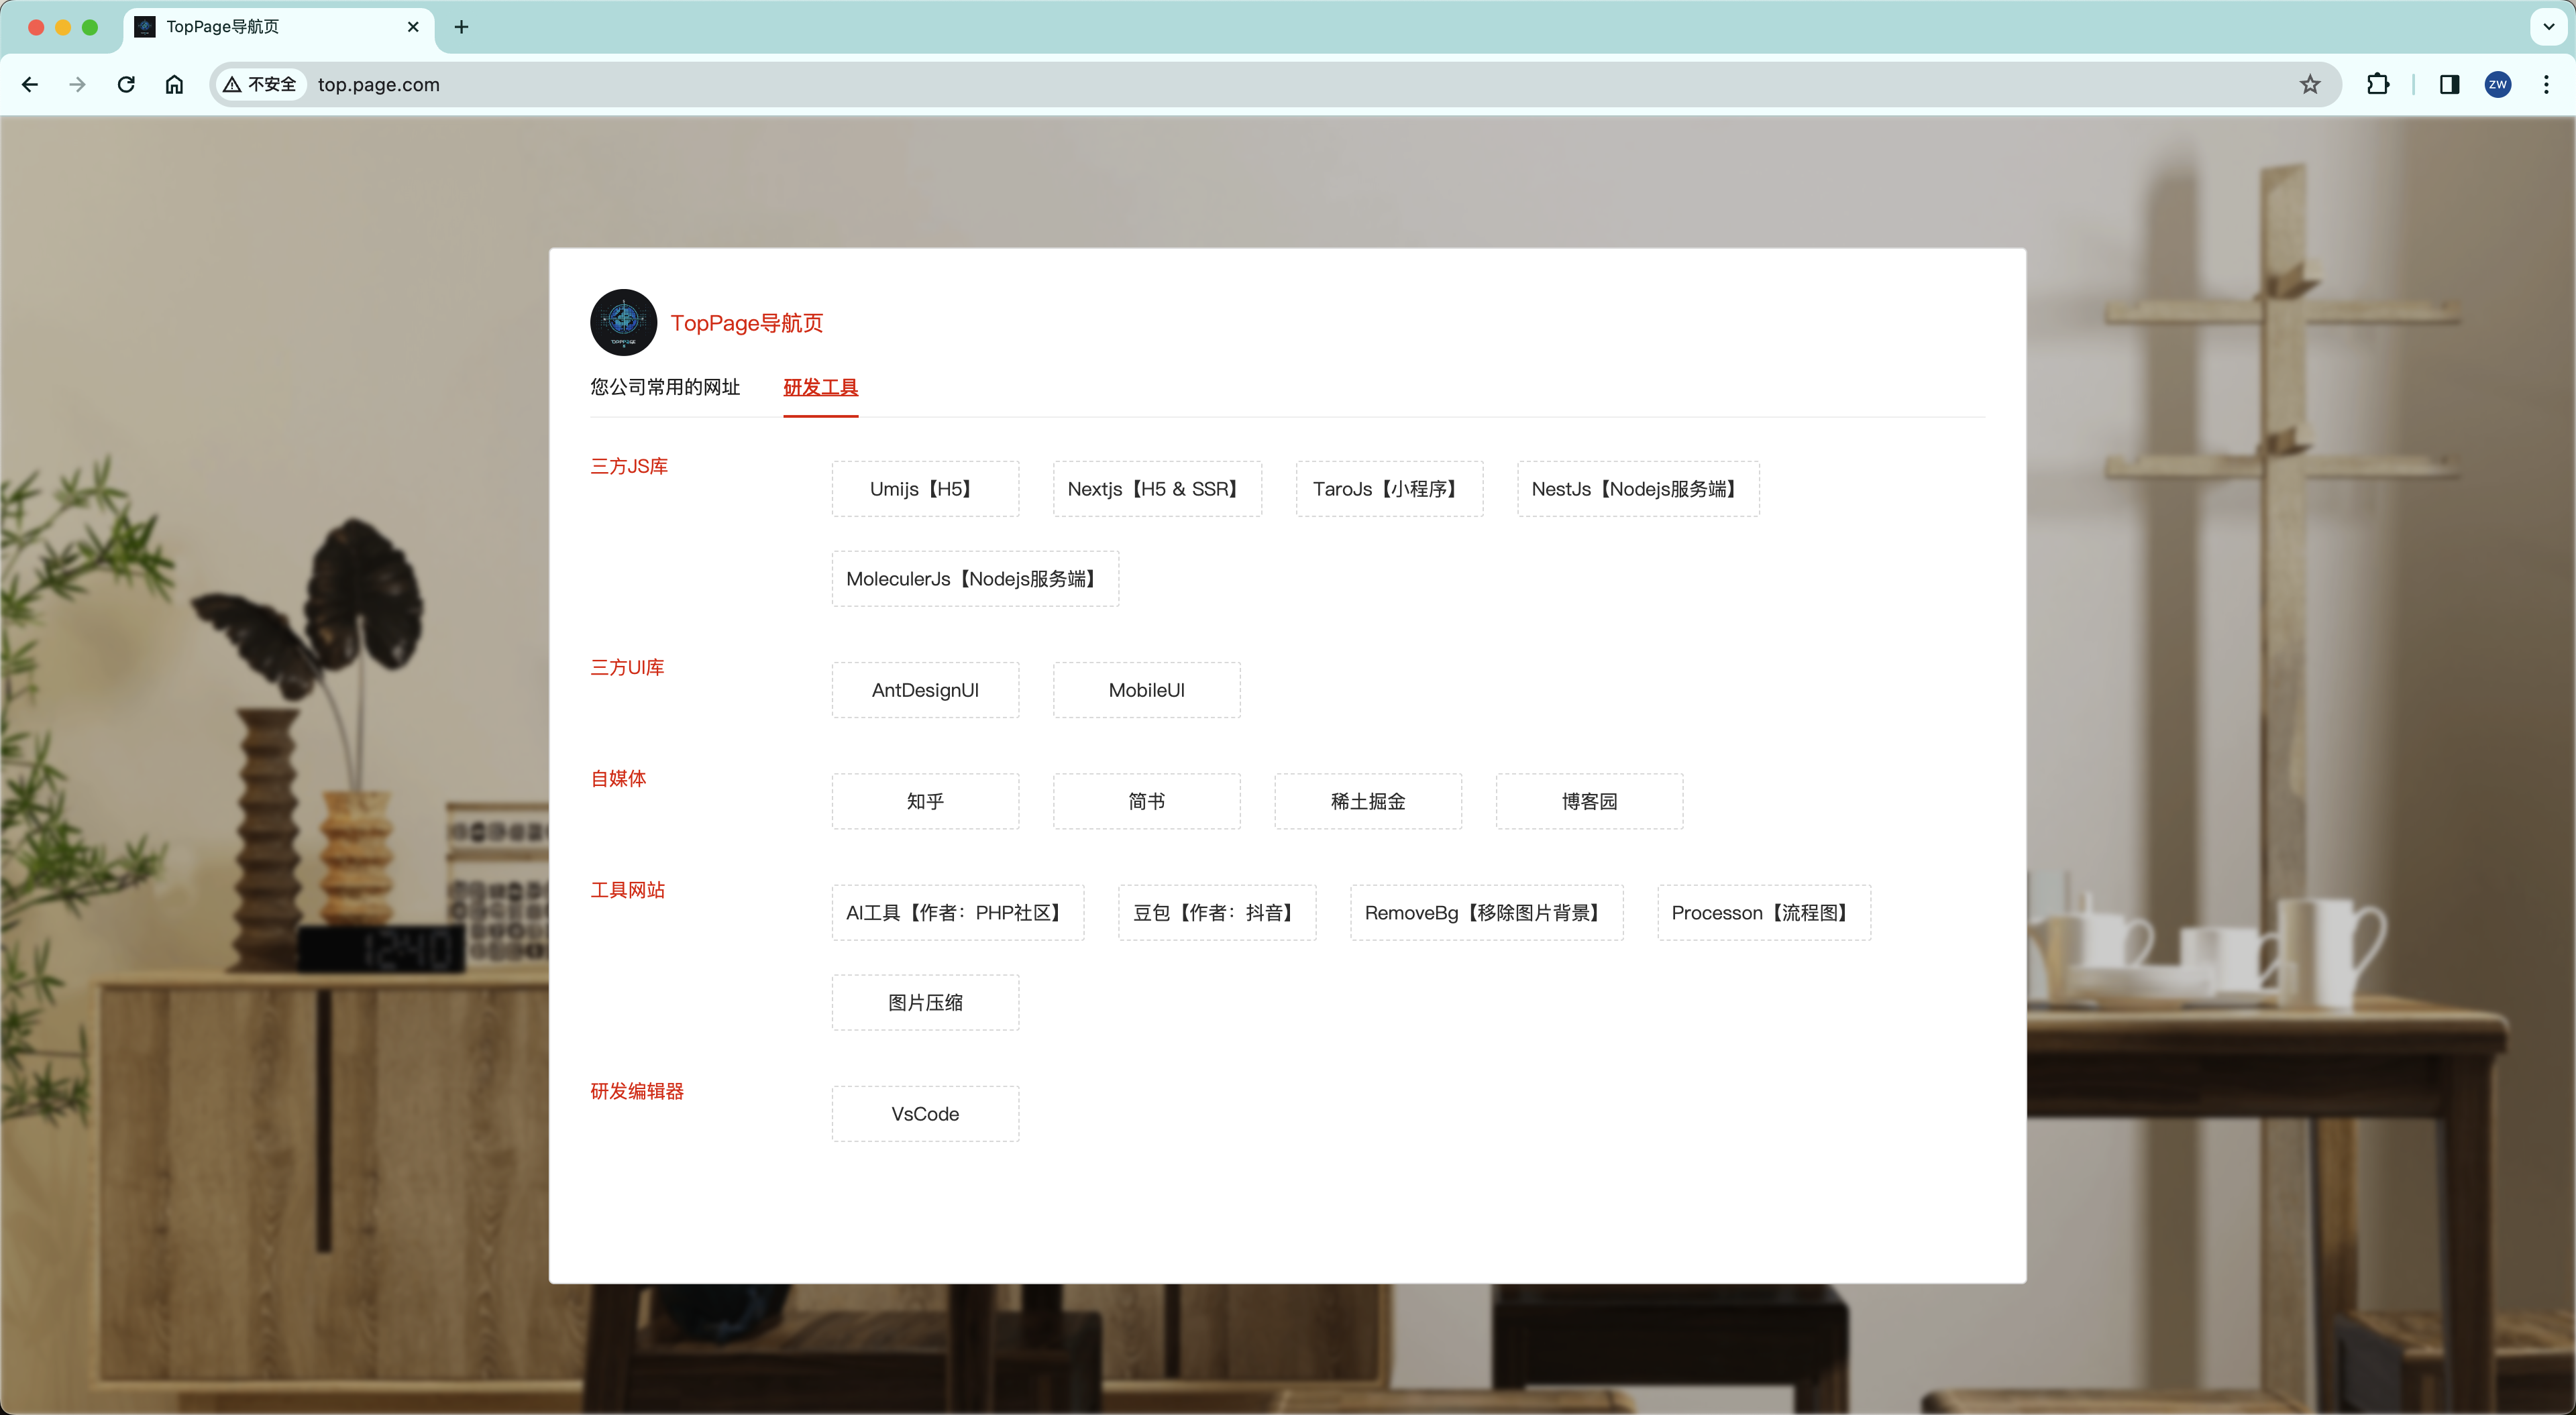 TopPage导航页
不安全 top.page.com
ZW
TopPage导航页
您公司常用的网址 研发工具
三方JS库
Umijs【H5】 Nextjs【H5 & SSR】 TaroJs【小程序】 NestJs【Nodejs服务端】
MoleculerJs【Nodejs服务端】
三方UI库
AntDesignUI MobileUI
自媒体
知乎 简书 稀土掘金 博客园
工具网站
AI工具【作者：PHP社区】 豆包【作者：抖音】 RemoveBg【移除图片背景】 Processon【流程图】
图片压缩
研发编辑器
VsCode
12:40